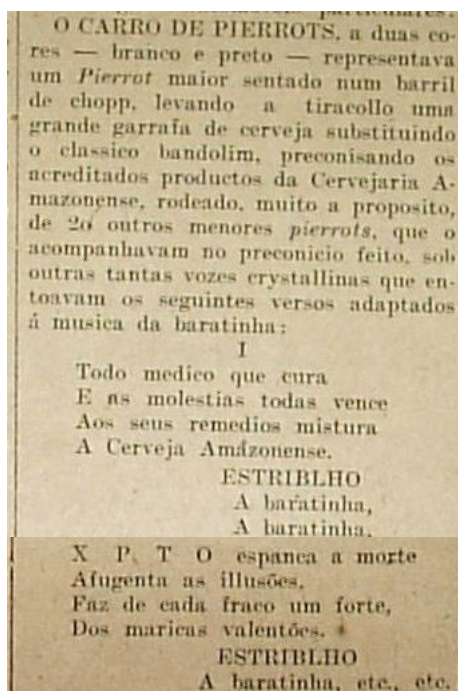 particulares.
O CARRO DE PIERROTS, a duas co-
res — branco e preto — representava
um Pierrot maior sentado num barril
de chopp, levando a tiracollo uma
grande garrafa de cerveja substituindo
o classico bandolim, preconisando os
acreditados productos da Cervejaria A-
mazonense, rodeado, muito a proposito,
de 20 outros menores pierrots, que o
acompanhavam no preconicio feito, sob
outras tantas vozes crystallinas que en-
toavam os seguintes versos adaptados
á musica da baratinha:
I
Todo medico que cura
E as molestias todas vence
Aos seus remedios mistura
A Cerveja Amázonense.
ESTRIBLHO
A baratinha,
A baratinha.
X P T O espanca a morte
Afugenta as illusões,
Faz de cada fraco um forte,
Dos maricas valentões.
ESTRIBLHO
A baratinha, etc., etc.